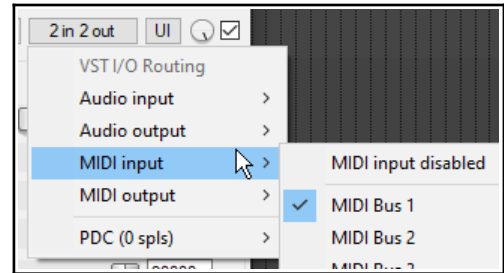 2 in 2 out UI
VST I/O Routing
Audio input
Audio output
MIDI input
MIDI output
PDC (0 spls)
MIDI input disabled
MIDI Bus 1
MIDI Bus 2